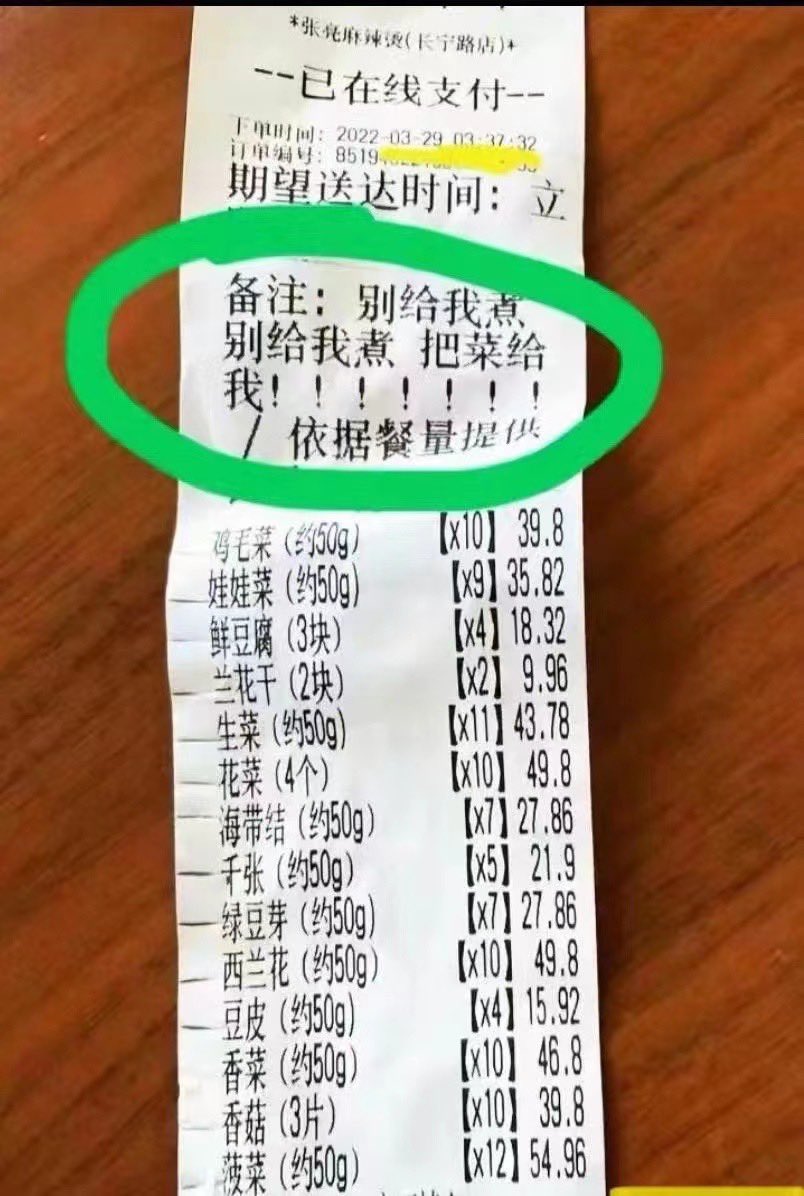 *张亮麻辣烫(长宁路店)*
--已在线支付--
下单时间: 2022-03-29 03:37:32
订单编号: 8519
期望送达时间: 立
备注: 别给我煮
别给我煮 把菜给
我! ! ! ! ! ! !
/ 依据餐量提供
鸡毛菜 (约50g) 【x10】 39.8
娃娃菜 (约50g) 【x9】 35.82
鲜豆腐 (3块) 【x4】 18.32
兰花干 (2块) 【x2】 9.96
生菜 (约50g) 【x11】 43.78
花菜 (4个) 【x10】 49.8
海带结 (约50g) 【x7】 27.86
千张 (约50g) 【x5】 21.9
绿豆芽 (约50g) 【x7】 27.86
西兰花 (约50g) 【x10】 49.8
豆皮 (约50g) 【x4】 15.92
香菜 (约50g) 【x10】 46.8
香菇 (3片) 【x10】 39.8
菠菜 (约50g) 【x12】 54.96